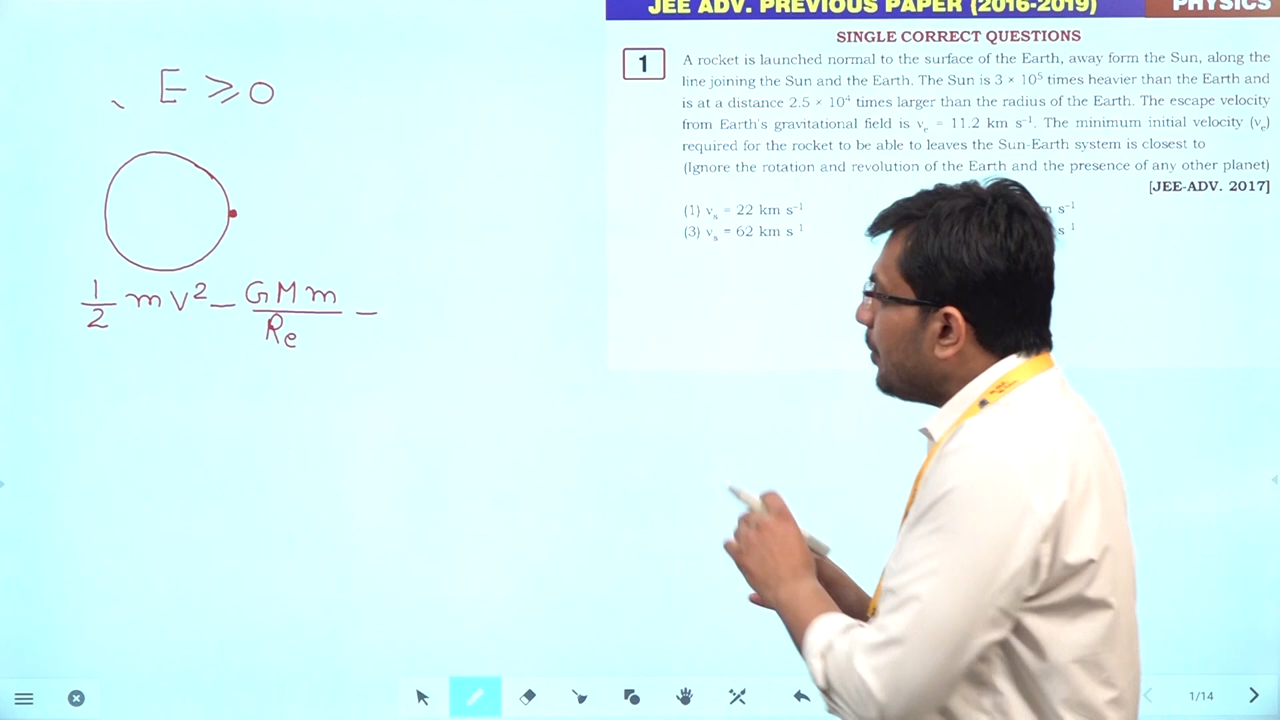 JEE ADV. PREVIOUS PAPER (2016-2019)
PHYSICS
SINGLE CORRECT QUESTIONS
1
A rocket is launched normal to the surface of the Earth, away form the Sun, along the
line joining the Sun and the Earth. The Sun is 3 × 10⁵ times heavier than the Earth and
is at a distance 2.5 × 10⁴ times larger than the radius of the Earth. The escape velocity
from Earth's gravitational field is vₑ = 11.2 km s⁻¹. The minimum initial velocity (vₑ)
required for the rocket to be able to leaves the Sun-Earth system is closest to
(Ignore the rotation and revolution of the Earth and the presence of any other planet)
[JEE-ADV. 2017]
(1) vₛ = 22 km s⁻¹
s⁻¹
(3) vₛ = 62 km s⁻¹
s⁻¹
E ⩾ 0
1/2 mv² - GMm/Re -
1/14